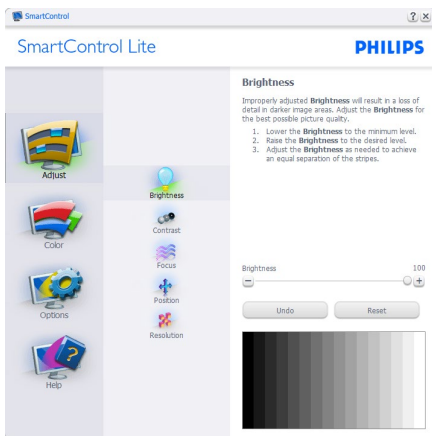 SmartControl
SmartControl Lite
PHILIPS
Adjust
Color
Options
Help
Brightness
Contrast
Focus
Position
Resolution
Brightness
Improperly adjusted Brightness will result in a loss of
detail in darker image areas. Adjust the Brightness for
the best possible picture quality.
1. Lower the Brightness to the minimum level.
2. Raise the Brightness to the desired level.
3. Adjust the Brightness as needed to achieve
an equal separation of the stripes.
Brightness 100
Undo Reset